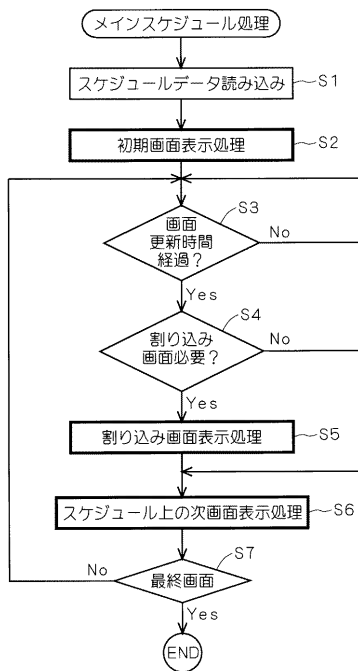 メインスケジュール処理
スケジュールデータ読み込み
S1
初期画面表示処理
S2
画面
更新時間
経過?
S3
No
Yes
割り込み
画面必要?
S4
No
Yes
割り込み画面表示処理
S5
スケジュール上の次画面表示処理
S6
最終画面
S7
No
Yes
END